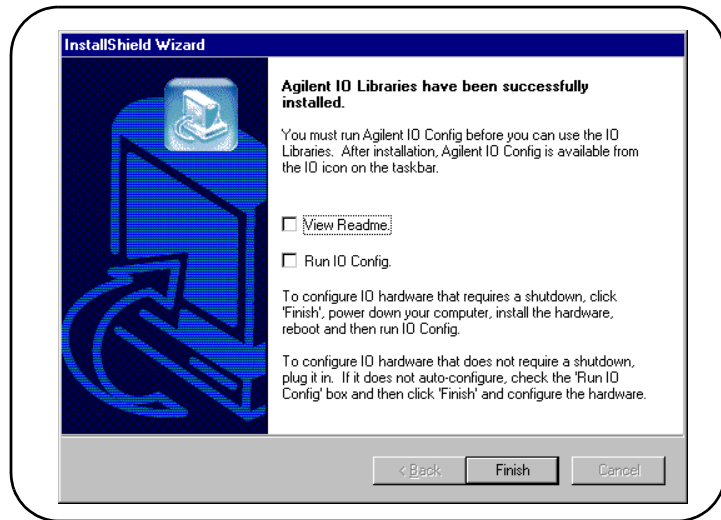 InstallShield Wizard
Agilent IO Libraries have been successfully
installed.
You must run Agilent IO Config before you can use the IO
Libraries. After installation, Agilent IO Config is available from
the IO icon on the taskbar.
View Readme.
Run IO Config.
To configure IO hardware that requires a shutdown, click
'Finish', power down your computer, install the hardware,
reboot and then run IO Config.
To configure IO hardware that does not require a shutdown,
plug it in. If it does not auto-configure, check the 'Run IO
Config' box and then click 'Finish' and configure the hardware.
< Back Finish Cancel